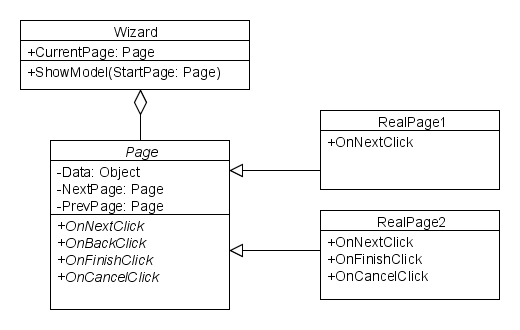 Wizard
+CurrentPage: Page
+ShowModel(StartPage: Page)
Page
-Data: Object
-NextPage: Page
-PrevPage: Page
+OnNextClick
+OnBackClick
+OnFinishClick
+OnCancelClick
RealPage1
+OnNextClick
RealPage2
+OnNextClick
+OnFinishClick
+OnCancelClick